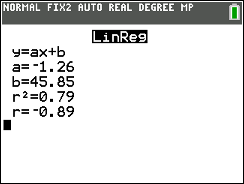 NORMAL FIX2 AUTO REAL DEGREE MP
LinReg
y=ax+b
a=-1.26
b=45.85
r²=0.79
r=-0.89